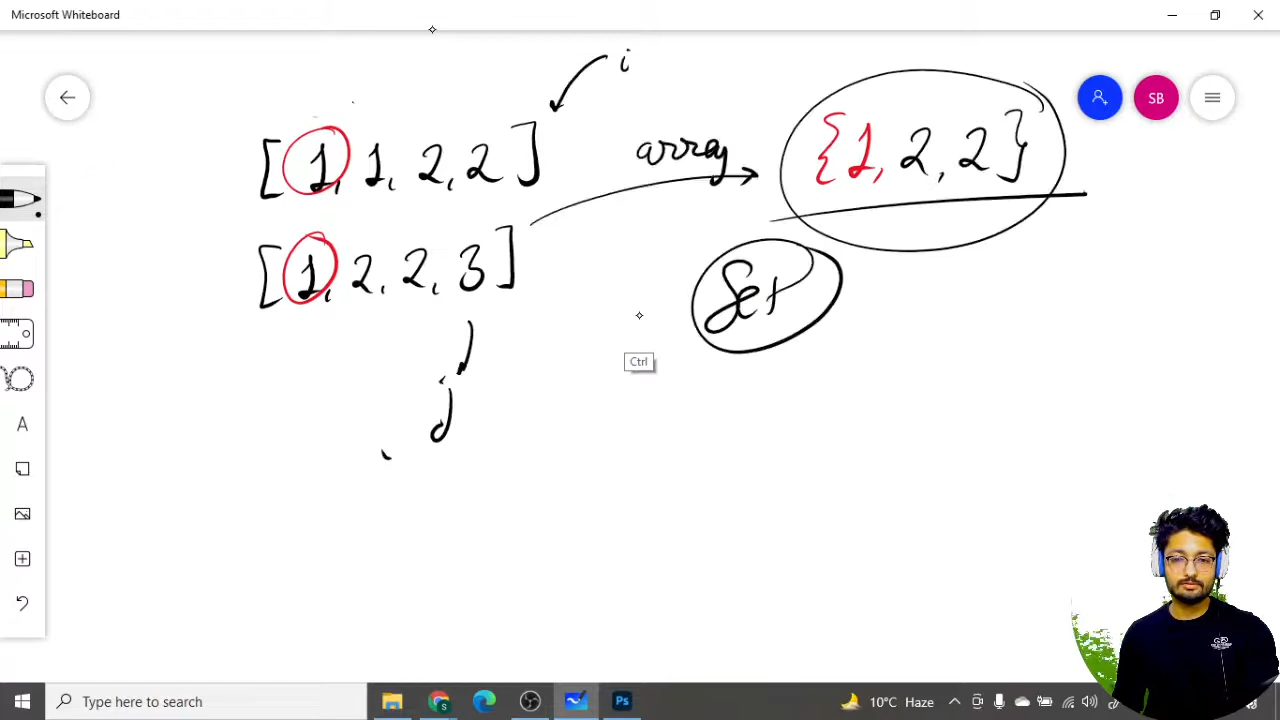 Microsoft Whiteboard
i
[1, 1, 2, 2]
array
{1, 2, 2}
SB
[1, 2, 2, 3]
Set
Ctrl
j
A
Type here to search
S
Ps
10°C Haze